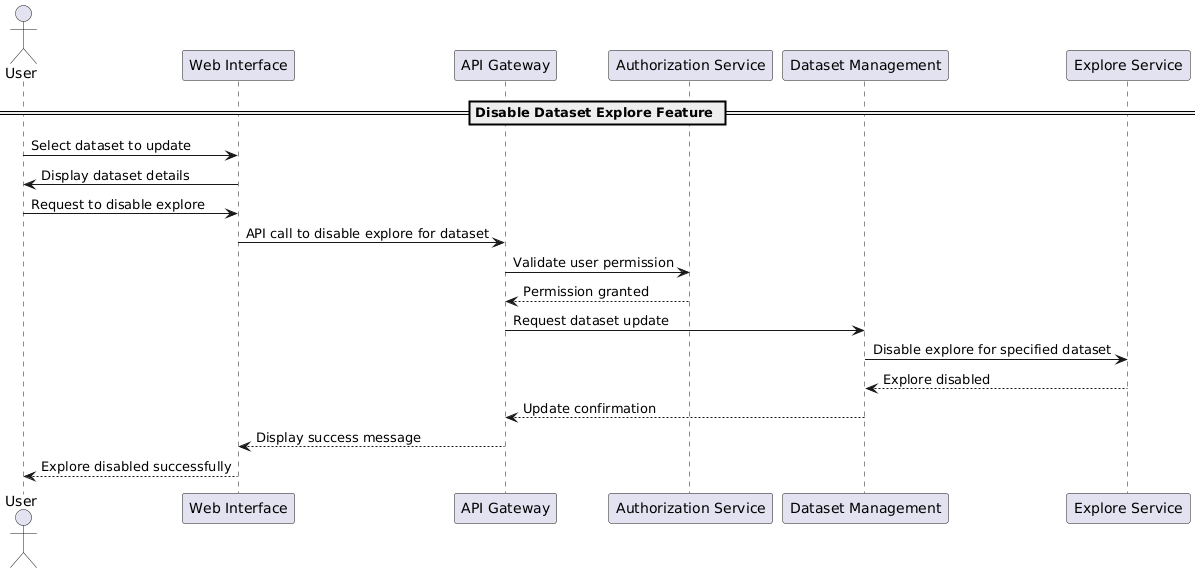 User
Web Interface
API Gateway
Authorization Service
Dataset Management
Explore Service
Disable Dataset Explore Feature
Select dataset to update
Display dataset details
Request to disable explore
API call to disable explore for dataset
Validate user permission
Permission granted
Request dataset update
Disable explore for specified dataset
Explore disabled
Update confirmation
Display success message
Explore disabled successfully
User
Web Interface
API Gateway
Authorization Service
Dataset Management
Explore Service